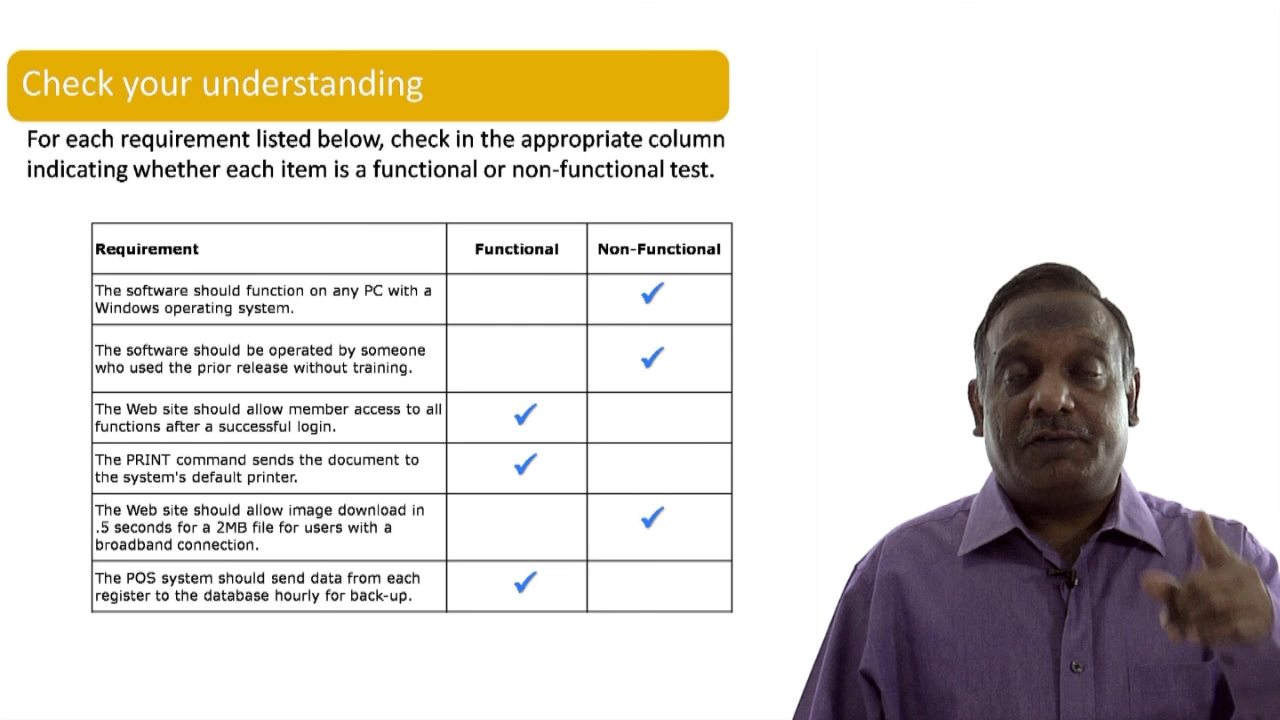 Check your understanding
For each requirement listed below, check in the appropriate column
indicating whether each item is a functional or non-functional test.
Requirement Functional Non-Functional
The software should function on any PC with a
Windows operating system.
The software should be operated by someone
who used the prior release without training.
The Web site should allow member access to all
functions after a successful login.
The PRINT command sends the document to
the system's default printer.
The Web site should allow image download in
.5 seconds for a 2MB file for users with a
broadband connection.
The POS system should send data from each
register to the database hourly for back-up.